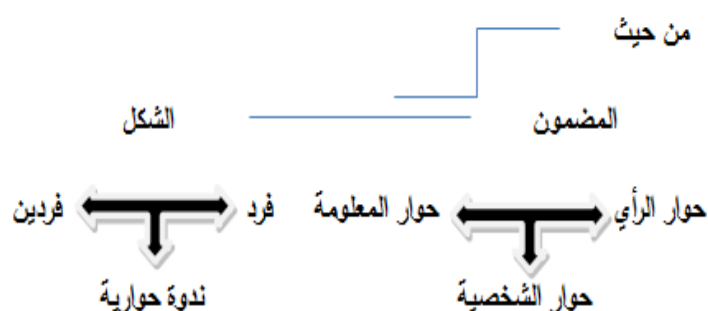 من حيث
المضمون الشكل
حوار الرأي حوار المعلومة فرد فردين
حوار الشخصية ندوة حوارية